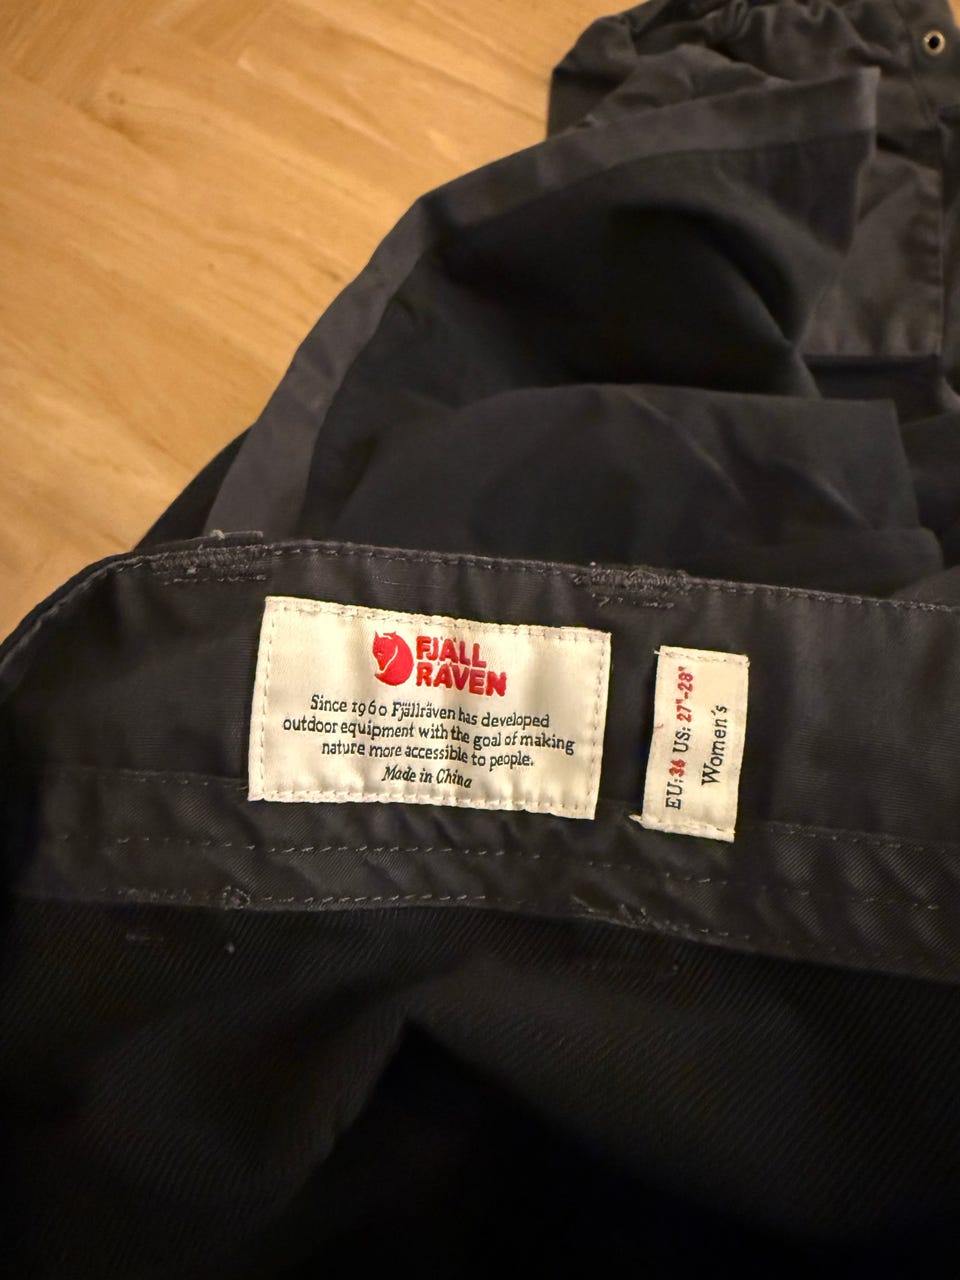 FJÄLL
RÄVEN
Since 1960 Fjällräven has developed
outdoor equipment with the goal of making
nature more accessible to people.
Made in China
EU:36 US: 27"-28"
Women's